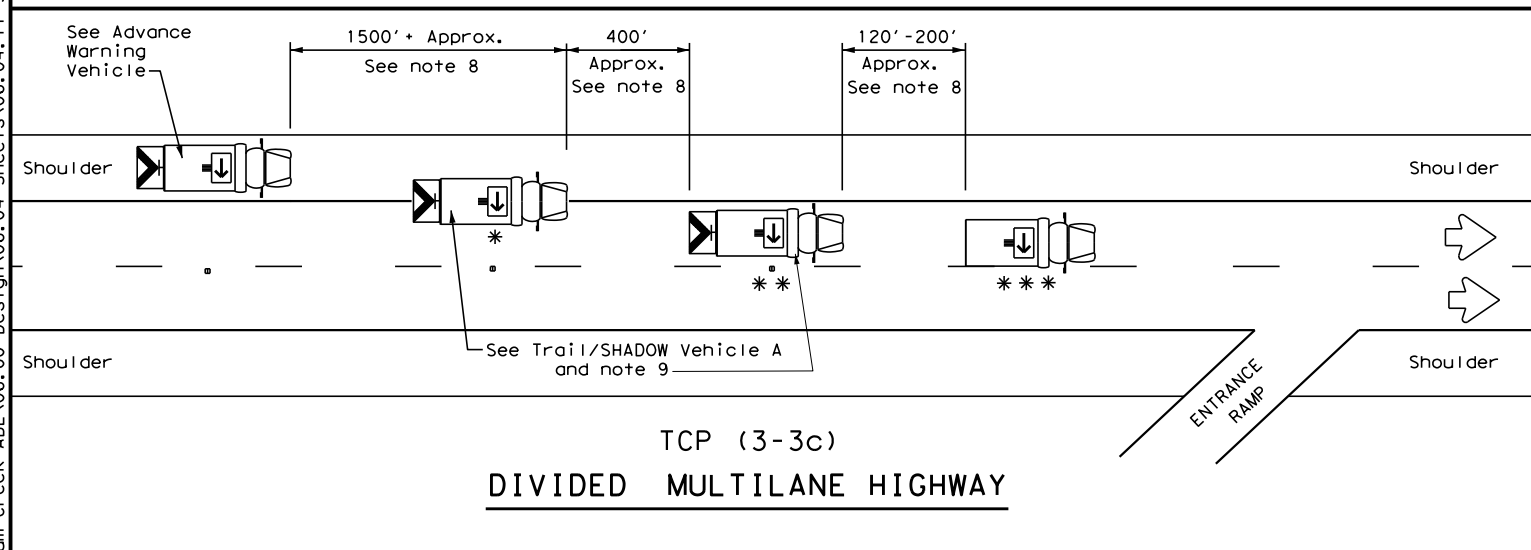 See Advance
Warning
Vehicle
1500'+ Approx.
See note 8
400'
Approx.
See note 8
120'-200'
Approx.
See note 8
Shoulder
Shoulder
*
* *
* * *
See Trail/SHADOW Vehicle A
and note 9
Shoulder
Shoulder
ENTRANCE
RAMP
TCP (3-3c)
DIVIDED MULTILANE HIGHWAY